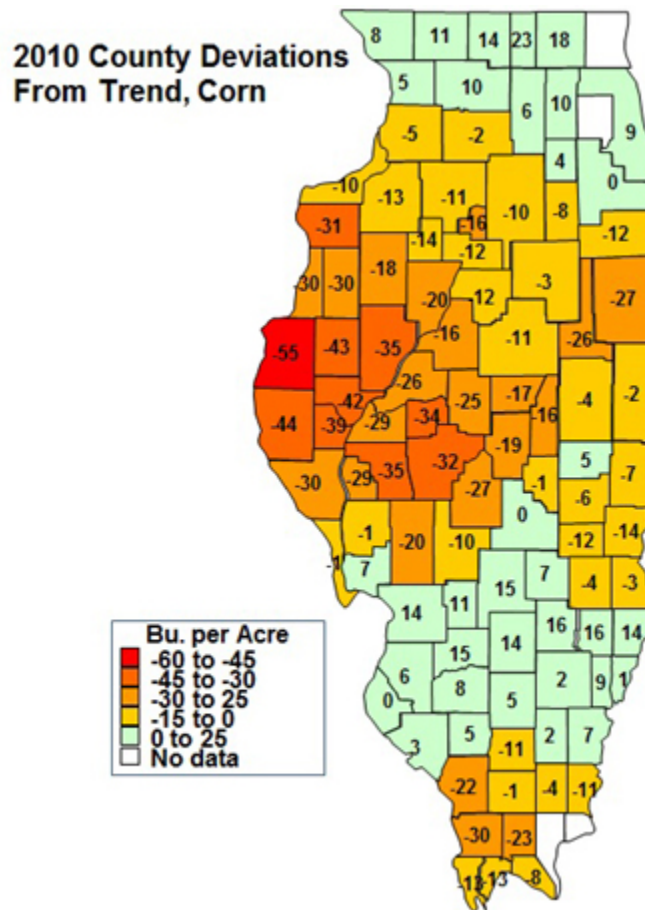 2010 County Deviations
From Trend, Corn
8 11 14 23 18
5 10 6 10 9
-5 -2 4 0
-10 -13 -11 -16 -10 -8 -12
-31 -14 -12
-30 -30 -18 -20 -12 -3 -26 -27
-55 -43 -35 -16 -11
-26 -25 -17 -16 -4 -2
-44 -42 -39 -29 -34 -19 5
-30 -29 -35 -32 -27 -1 -6 -7
-1 -1 -20 -10 0 -12 -14
7 15 7 -4 -3
14 11 14 16 16 14
6 15 8 5 2 9 1
0 3 5 -11 2 7
-22 -1 -4 -11
-30 -23
-13 -13 -8
Bu. per Acre
-60 to -45
-45 to -30
-30 25
-15 to 0
0 to 25
No data